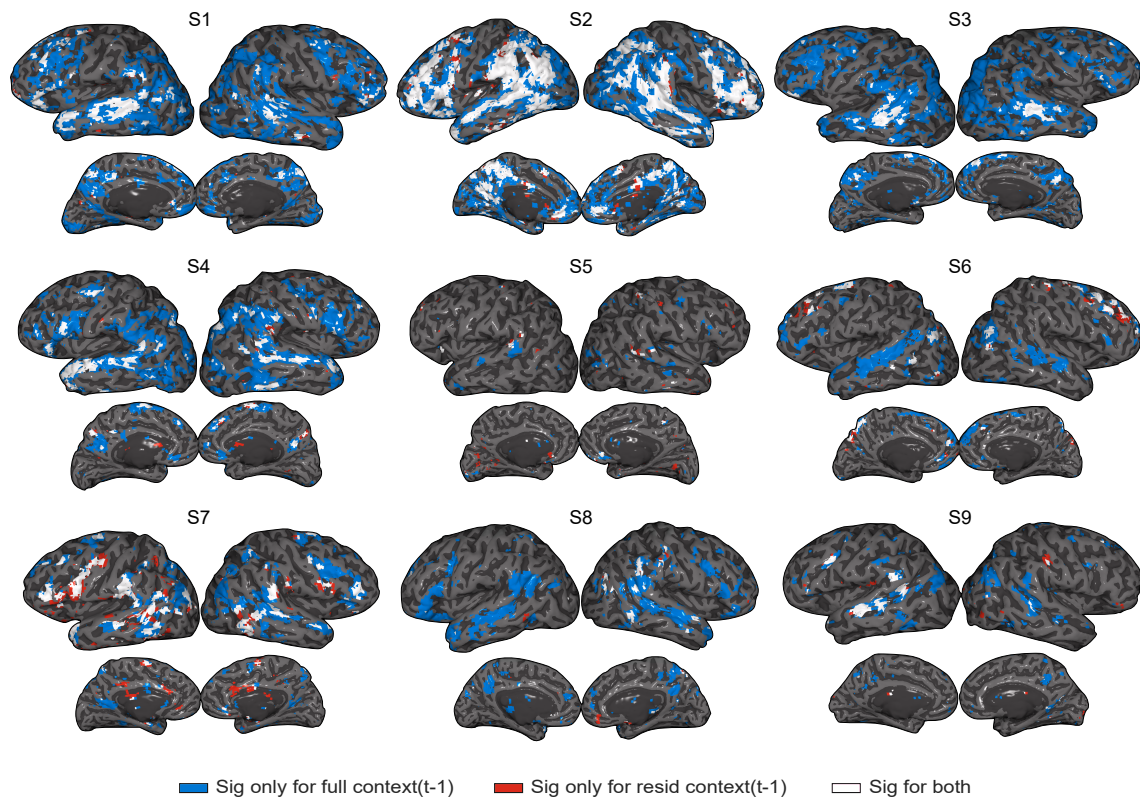 S1 S2 S3
S4 S5 S6
S7 S8 S9
Sig only for full context(t-1) Sig only for resid context(t-1) Sig for both